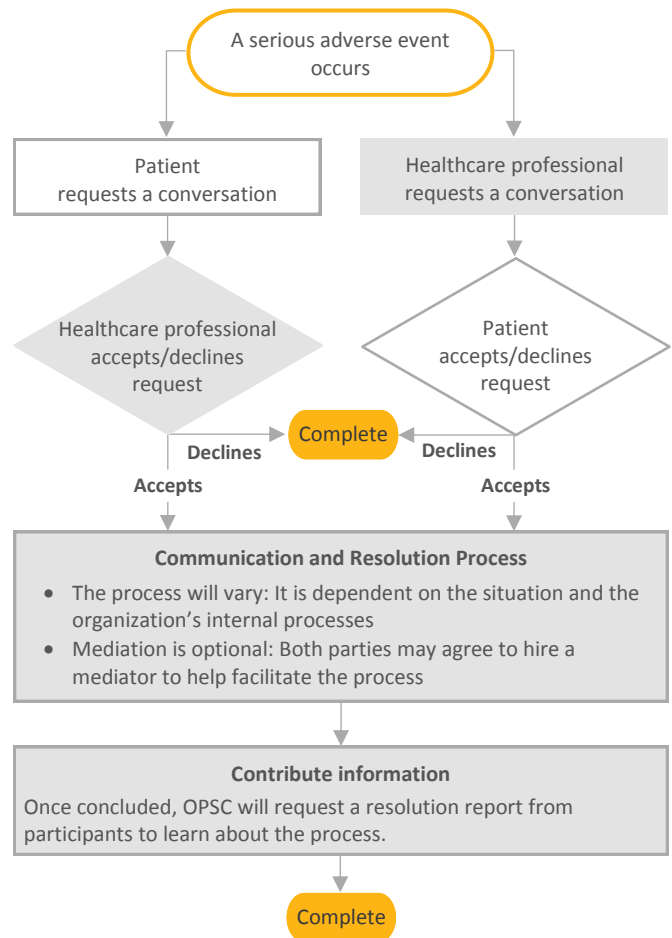 A serious adverse event
occurs
Patient
requests a conversation
Healthcare professional
requests a conversation
Healthcare professional
accepts/declines
request
Patient
accepts/declines
request
Complete
Declines
Declines
Accepts
Accepts
Communication and Resolution Process
• The process will vary: It is dependent on the situation and the
organization’s internal processes
• Mediation is optional: Both parties may agree to hire a
mediator to help facilitate the process
Contribute information
Once concluded, OPSC will request a resolution report from
participants to learn about the process.
Complete